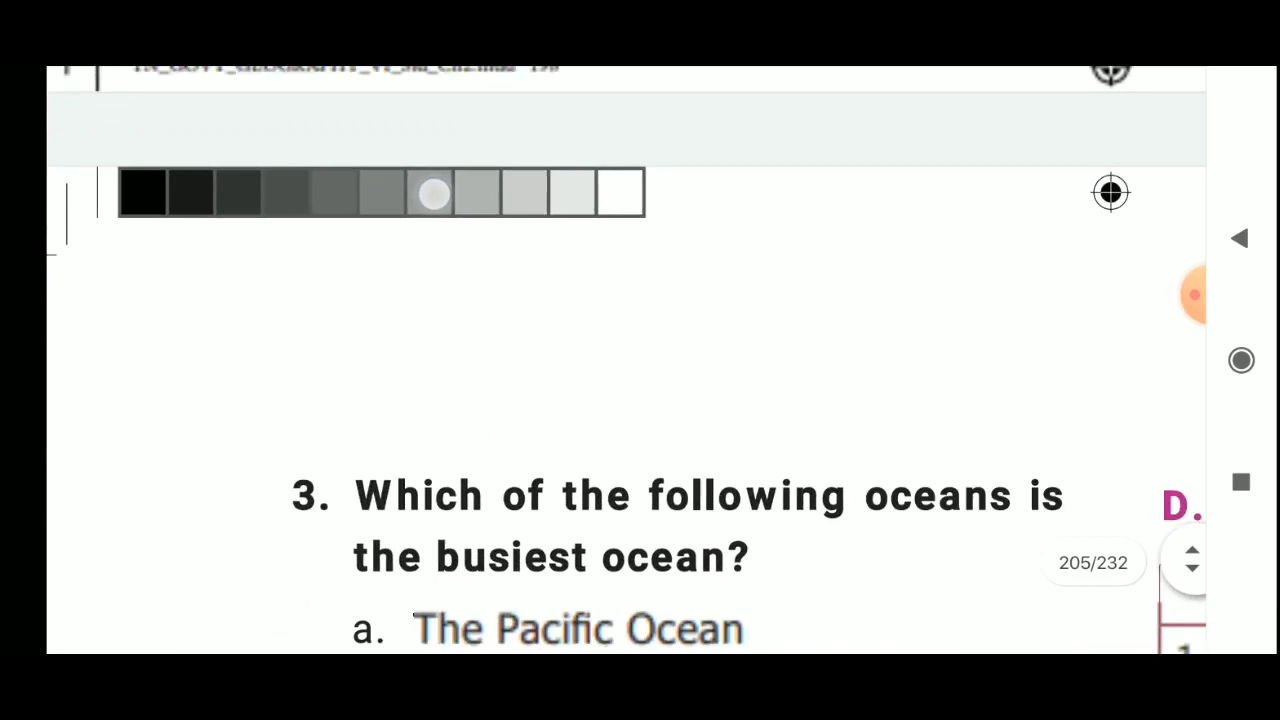 3. Which of the following oceans is
the busiest ocean?
a. The Pacific Ocean
D.
205/232